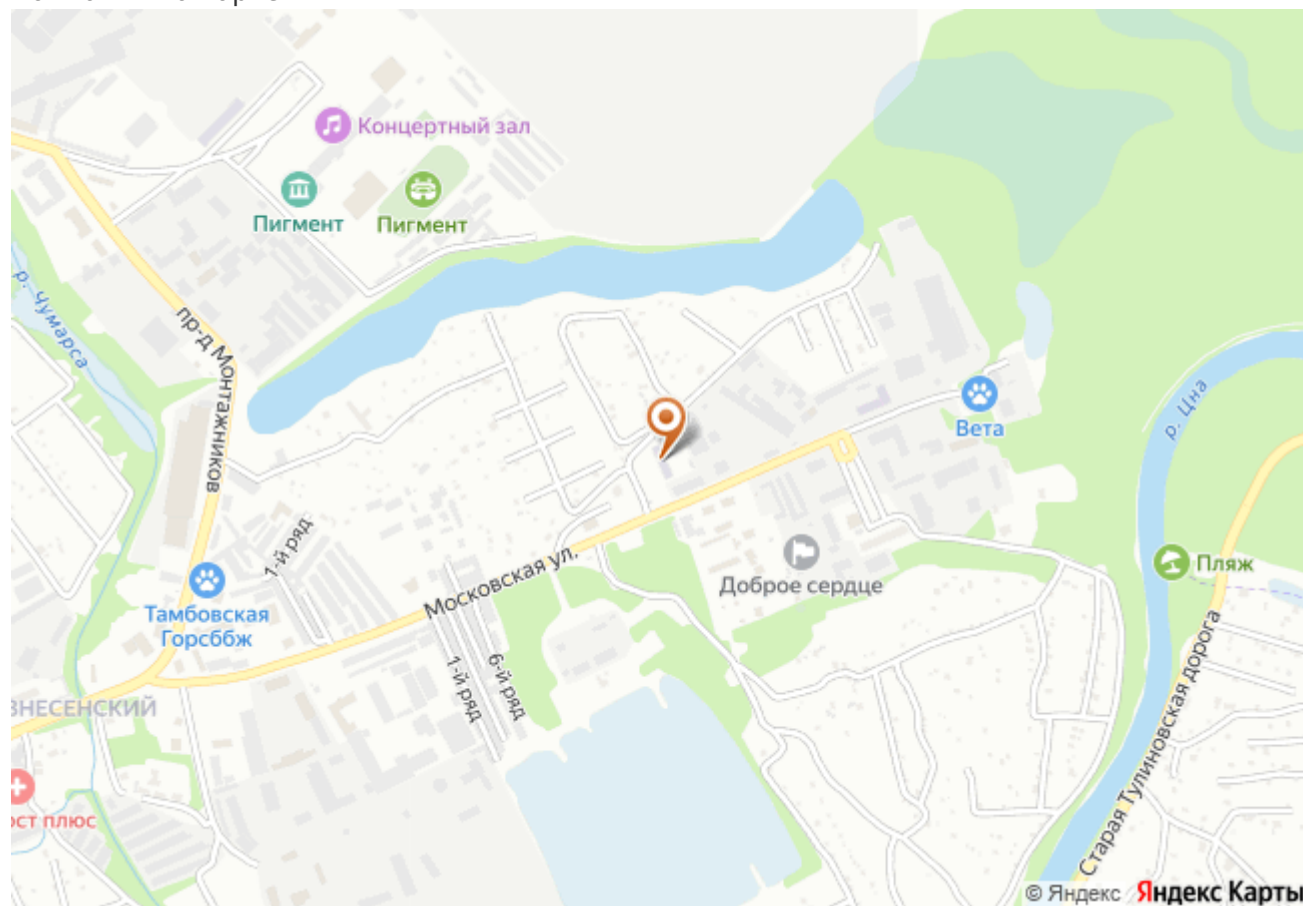 Концертный зал
Пигмент
Пигмент
р. Чумарса
пр-д Монтажников
Вета
р. Цна
1-й ряд
Доброе сердце
Пляж
Московская ул.
Тамбовская
Горсббж
1-й ряд
6-й ряд
ЗНЕСЕНСКИЙ
Старая Тулиновская дорога
ост плюс
© Яндекс Яндекс Карты